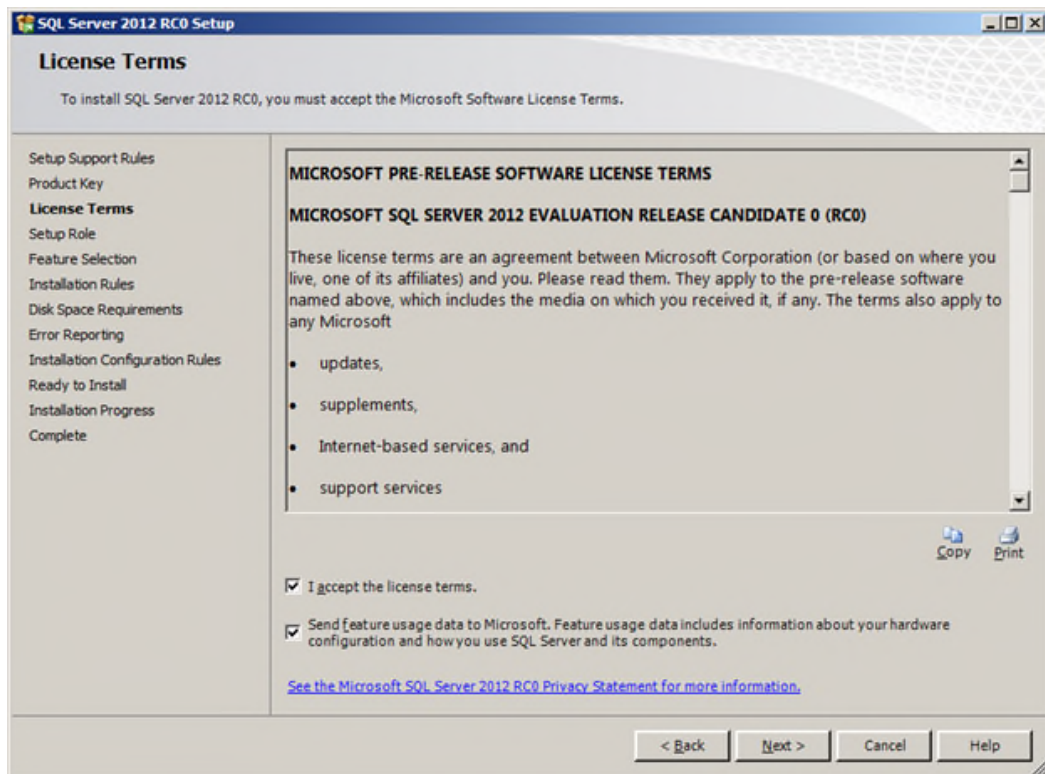 SQL Server 2012 RC0 Setup
License Terms
To install SQL Server 2012 RC0, you must accept the Microsoft Software License Terms.
Setup Support Rules
Product Key
License Terms
Setup Role
Feature Selection
Installation Rules
Disk Space Requirements
Error Reporting
Installation Configuration Rules
Ready to Install
Installation Progress
Complete
MICROSOFT PRE-RELEASE SOFTWARE LICENSE TERMS
MICROSOFT SQL SERVER 2012 EVALUATION RELEASE CANDIDATE 0 (RC0)
These license terms are an agreement between Microsoft Corporation (or based on where you
live, one of its affiliates) and you. Please read them. They apply to the pre-release software
named above, which includes the media on which you received it, if any. The terms also apply to
any Microsoft
• updates,
• supplements,
• Internet-based services, and
• support services
Copy Print
I accept the license terms.
Send feature usage data to Microsoft. Feature usage data includes information about your hardware
configuration and how you use SQL Server and its components.
See the Microsoft SQL Server 2012 RC0 Privacy Statement for more information.
< Back Next > Cancel Help